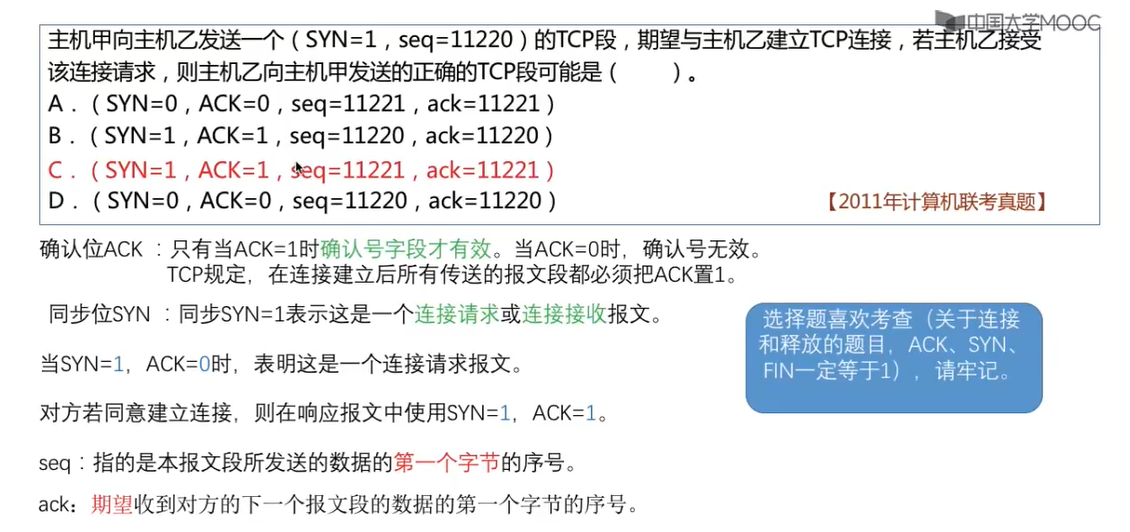 中国大学MOOC
主机甲向主机乙发送一个（SYN=1，seq=11220）的TCP段，期望与主机乙建立TCP连接，若主机乙接受
该连接请求，则主机乙向主机甲发送的正确的TCP段可能是（　　）。
A．（SYN=0，ACK=0，seq=11221，ack=11221）
B．（SYN=1，ACK=1，seq=11220，ack=11220）
C．（SYN=1，ACK=1，seq=11221，ack=11221）
D．（SYN=0，ACK=0，seq=11220，ack=11220）
【2011年计算机联考真题】
确认位ACK ：只有当ACK=1时确认号字段才有效。当ACK=0时，确认号无效。
TCP规定，在连接建立后所有传送的报文段都必须把ACK置1。
同步位SYN ：同步SYN=1表示这是一个连接请求或连接接收报文。
当SYN=1，ACK=0时，表明这是一个连接请求报文。
对方若同意建立连接，则在响应报文中使用SYN=1，ACK=1。
seq：指的是本报文段所发送的数据的第一个字节的序号。
ack：期望收到对方的下一个报文段的数据的第一个字节的序号。
选择题喜欢考查（关于连接
和释放的题目，ACK、SYN、
FIN一定等于1），请牢记。